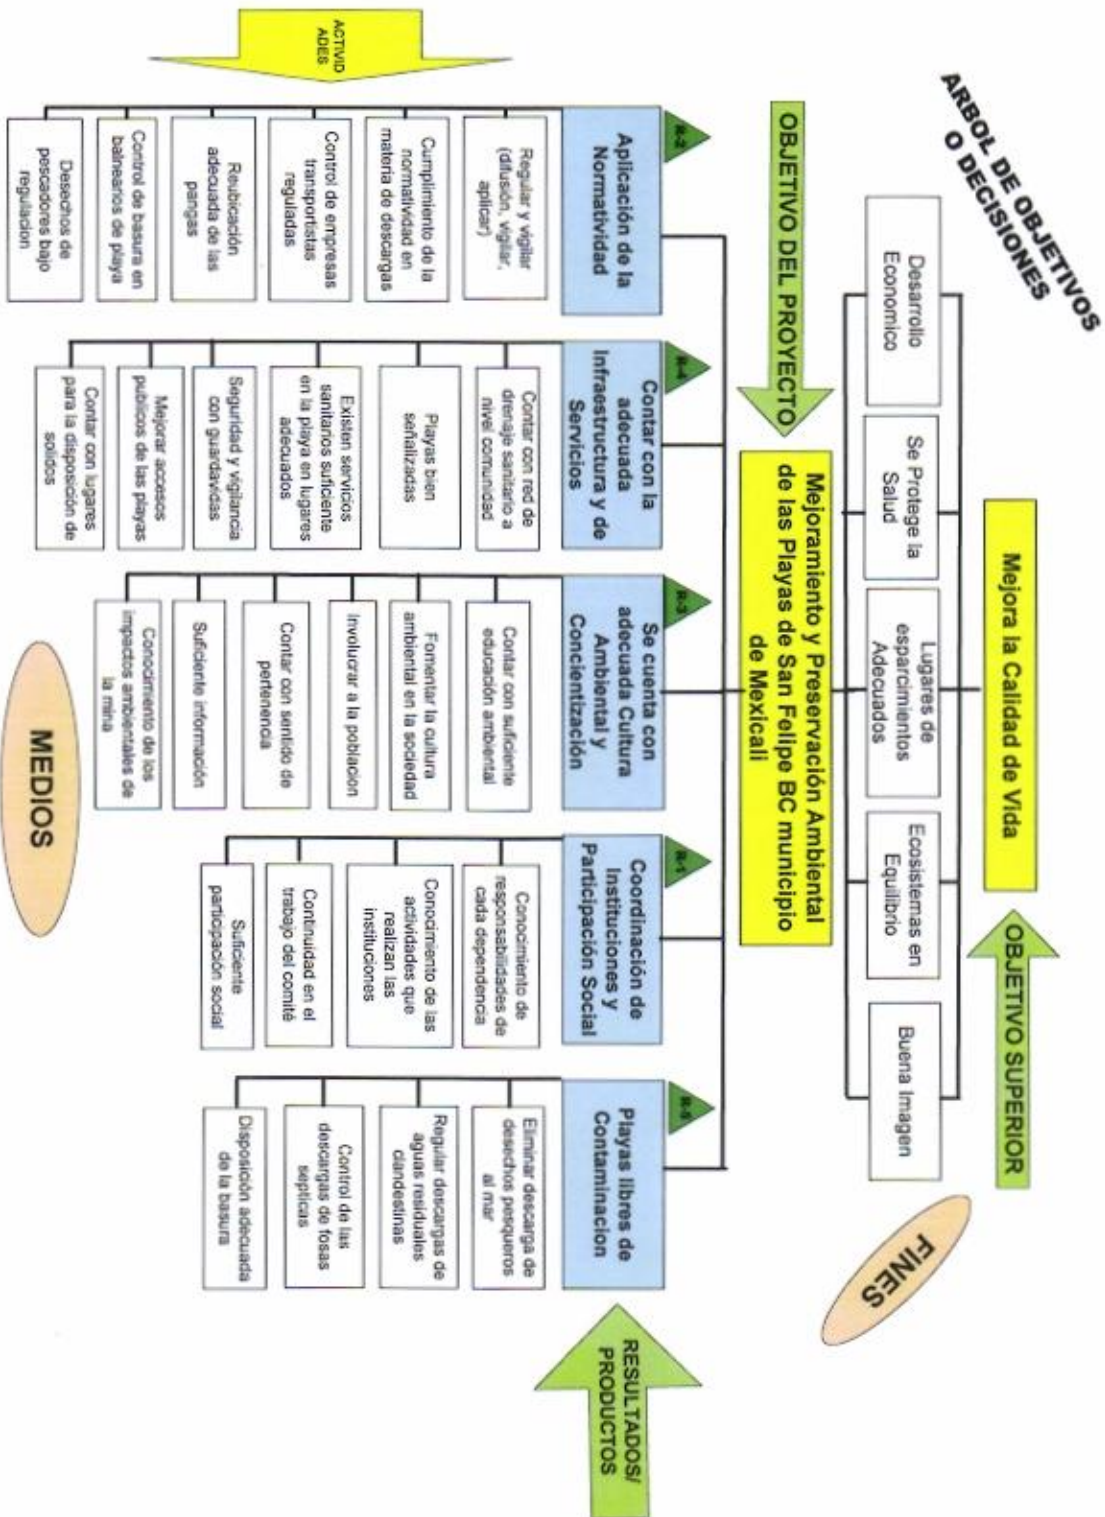 ARBOL DE OBJETIVOS
O DECISIONES
Mejora la Calidad de Vida
OBJETIVO SUPERIOR
FINES
Desarrollo
Economico
Se Protege la
Salud
Lugares de
esparcimientos
Adecuados
Ecosistemas en
Equilibrio
Buena Imagen
OBJETIVO DEL PROYECTO
Mejoramiento y Preservación Ambiental
de las Playas de San Felipe BC municipio
de Mexicali
R-2
R-4
R-3
R-1
R-5
ACTIVID
ADES
Aplicación de la
Normatividad
Regular y vigilar
(difusión, vigilar,
aplicar)
Cumplimiento de la
normatividad en
materia de descargas
Control de empresas
transportistas
reguladas
Reubicación
adecuada de las
pangas
Control de basura en
balnearios de playa
Desechos de
pescadores bajo
regulacion
Contar con la
adecuada
Infraestructura y de
Servicios
Contar con red de
drenaje sanitario a
nivel comunidad
Playas bien
señalizadas
Existen servicios
sanitarios suficiente
en la playa en lugares
adecuados
Seguridad y vigilancia
con guardavidas
Mejorar accesos
publicos de las playas
Contar con lugares
para la disposición de
solidos
Se cuenta con
adecuada Cultura
Ambiental y
Concientización
Contar con suficiente
educación ambiental
Fomentar la cultura
ambiental en la sociedad
Involucrar a la poblacion
Contar con sentido de
pertenencia
Suficiente información
Conocimiento de los
impactos ambientales de
la mina
Coordinación de
Instituciones y
Participación Social
Conocimiento de
responsabilidades de
cada dependencia
Conocimiento de las
actividades que
realizan las
instituciones
Continuidad en el
trabajo del comité
Suficiente
participación social
Playas libres de
Contaminacion
Eliminar descarga de
desechos pesqueros
al mar
Regular descargas de
aguas residuales
clandestinas
Control de las
descargas de fosas
septicas
Disposición adecuada
de la basura
RESULTADOS/
PRODUCTOS
MEDIOS